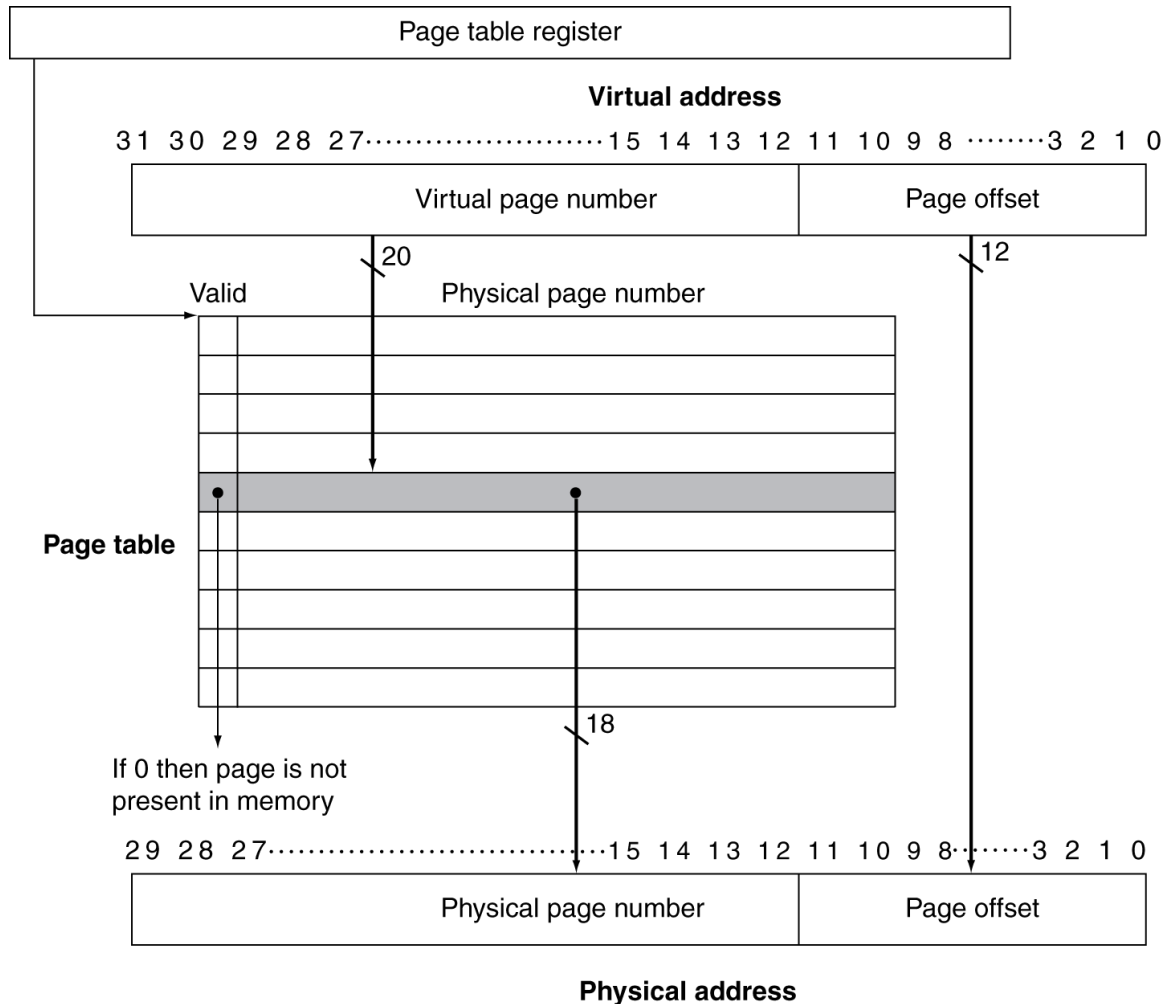 Page table register
Virtual address
31 30 29 28 27........................15 14 13 12 11 10 9 8 ........3 2 1 0
Virtual page number Page offset
20 12
Valid Physical page number
Page table
18
If 0 then page is not
present in memory
29 28 27..................................15 14 13 12 11 10 9 8........3 2 1 0
Physical page number Page offset
Physical address